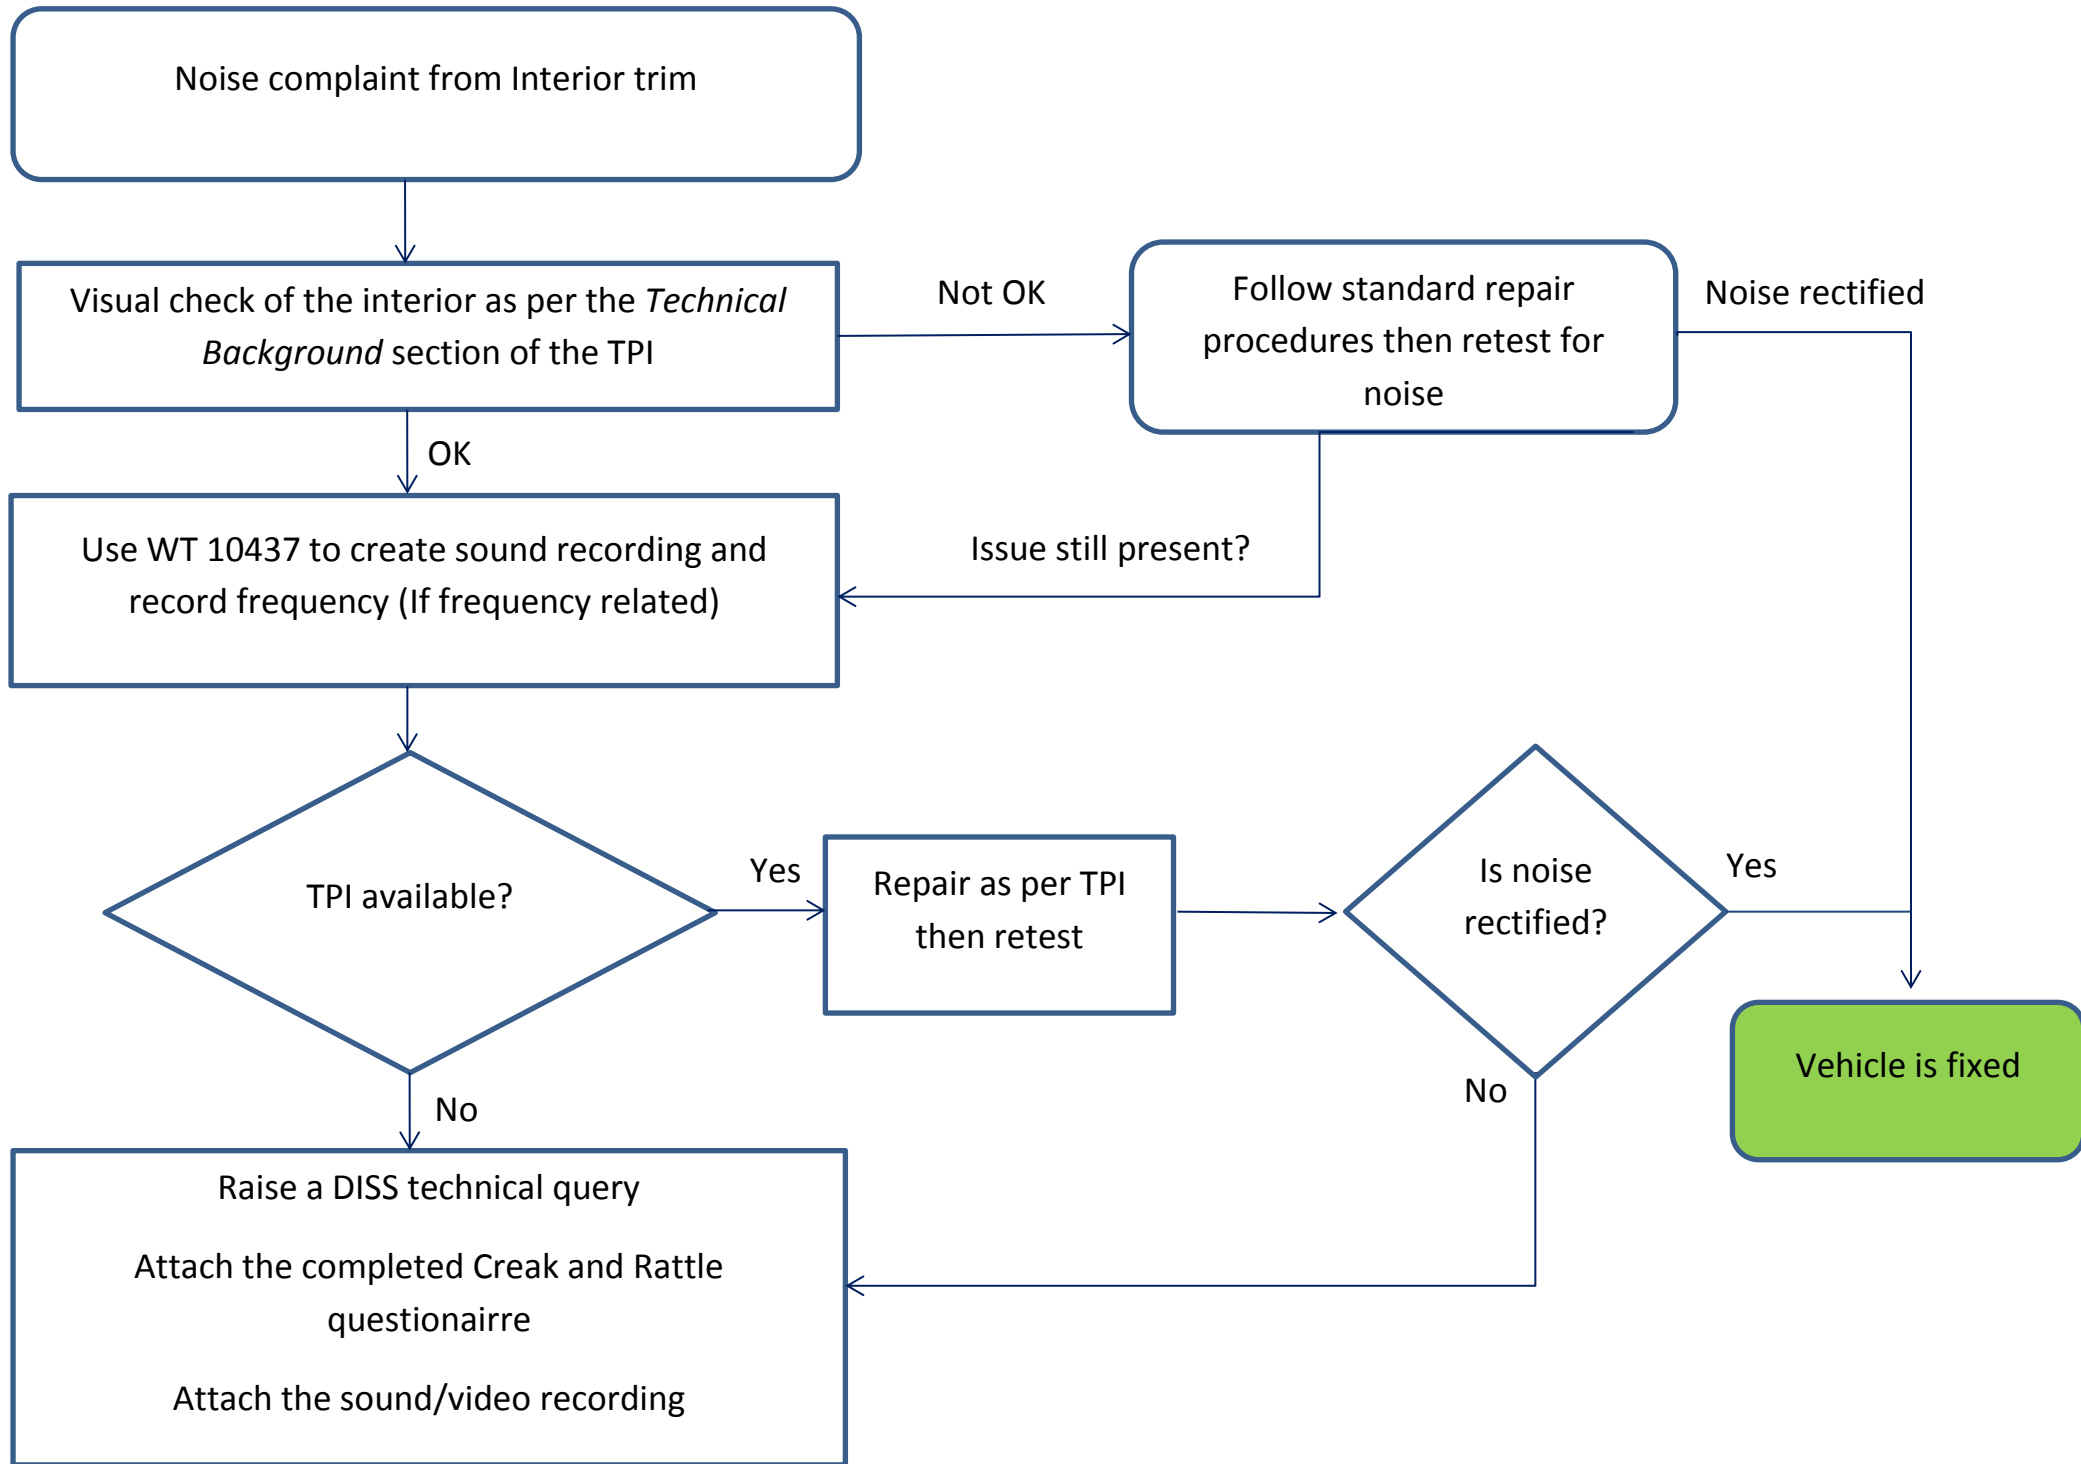 Noise complaint from Interior trim
Visual check of the interior as per the Technical
Background section of the TPI
Not OK
Follow standard repair
procedures then retest for
noise
Noise rectified
OK
Use WT 10437 to create sound recording and
record frequency (If frequency related)
Issue still present?
TPI available?
Yes
Repair as per TPI
then retest
Is noise
rectified?
Yes
Vehicle is fixed
No
No
Raise a DISS technical query
Attach the completed Creak and Rattle
questionairre
Attach the sound/video recording